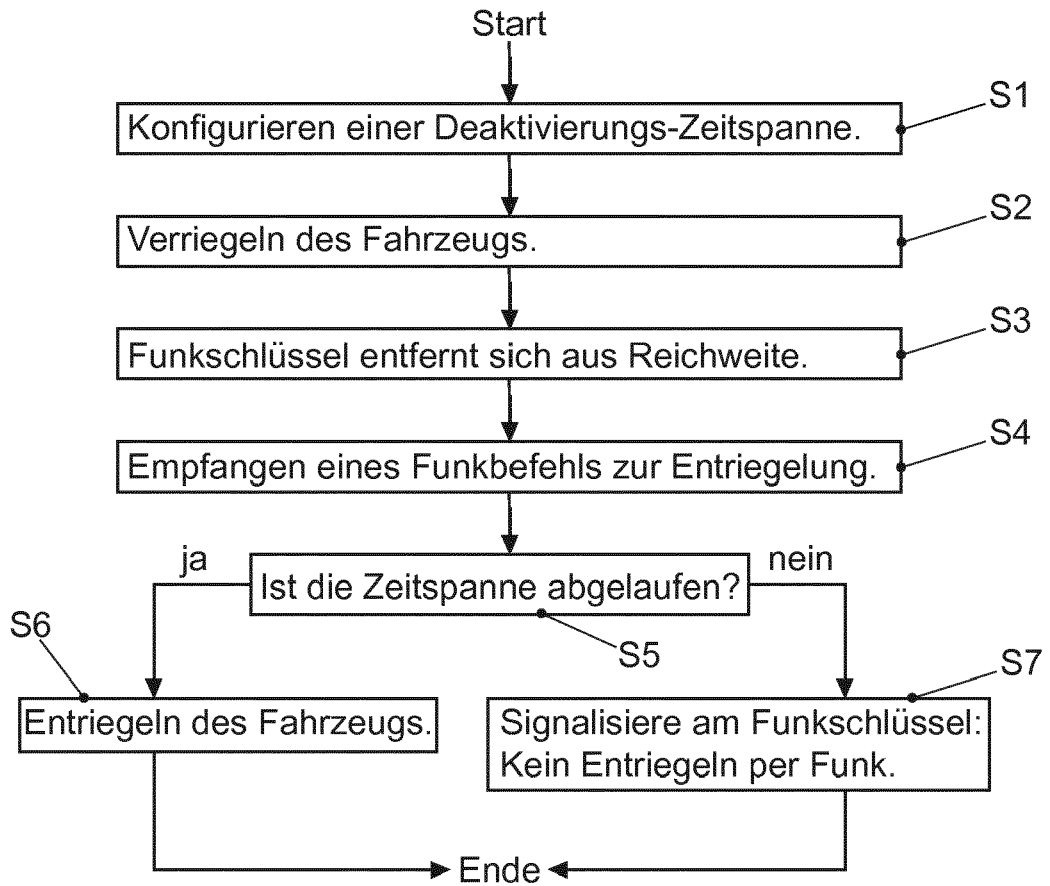 Start
S1
Konfigurieren einer Deaktivierungs-Zeitspanne.
S2
Verriegeln des Fahrzeugs.
S3
Funkschlüssel entfernt sich aus Reichweite.
S4
Empfangen eines Funkbefehls zur Entriegelung.
ja
nein
Ist die Zeitspanne abgelaufen?
S5
S6
S7
Entriegeln des Fahrzeugs.
Signalisiere am Funkschlüssel:
Kein Entriegeln per Funk.
Ende